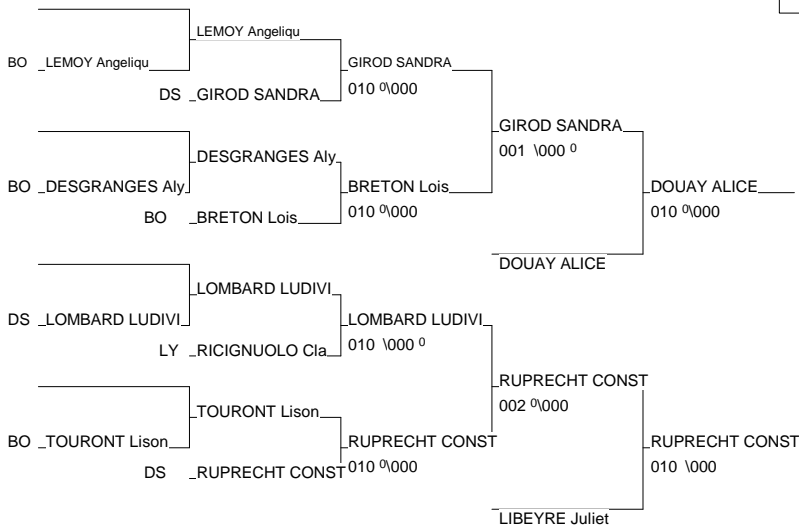 LEMOY Angeliqu
BO LEMOY Angeliqu GIROD SANDRA
010 0\000
DS GIROD SANDRA
GIROD SANDRA
001 \000 0
DESGRANGES Aly
BO DESGRANGES Aly BRETON Lois DOUAY ALICE
010 0\000 010 0\000
BO BRETON Lois
DOUAY ALICE
LOMBARD LUDIVI
DS LOMBARD LUDIVI LOMBARD LUDIVI
010 \000 0
LY RICIGNUOLO Cla
RUPRECHT CONST
002 0\000
TOURONT Lison
BO TOURONT Lison RUPRECHT CONST RUPRECHT CONST
010 0\000 010 \000
DS RUPRECHT CONST
LIBEYRE Juliet